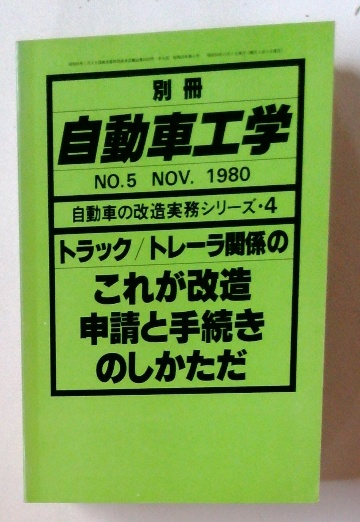 別冊
自動車工学
NO.5 NOV. 1980
自動車の改造実務シリーズ・4
トラック/トレーラ関係の
これが改造
申請と手続き
のしかただ